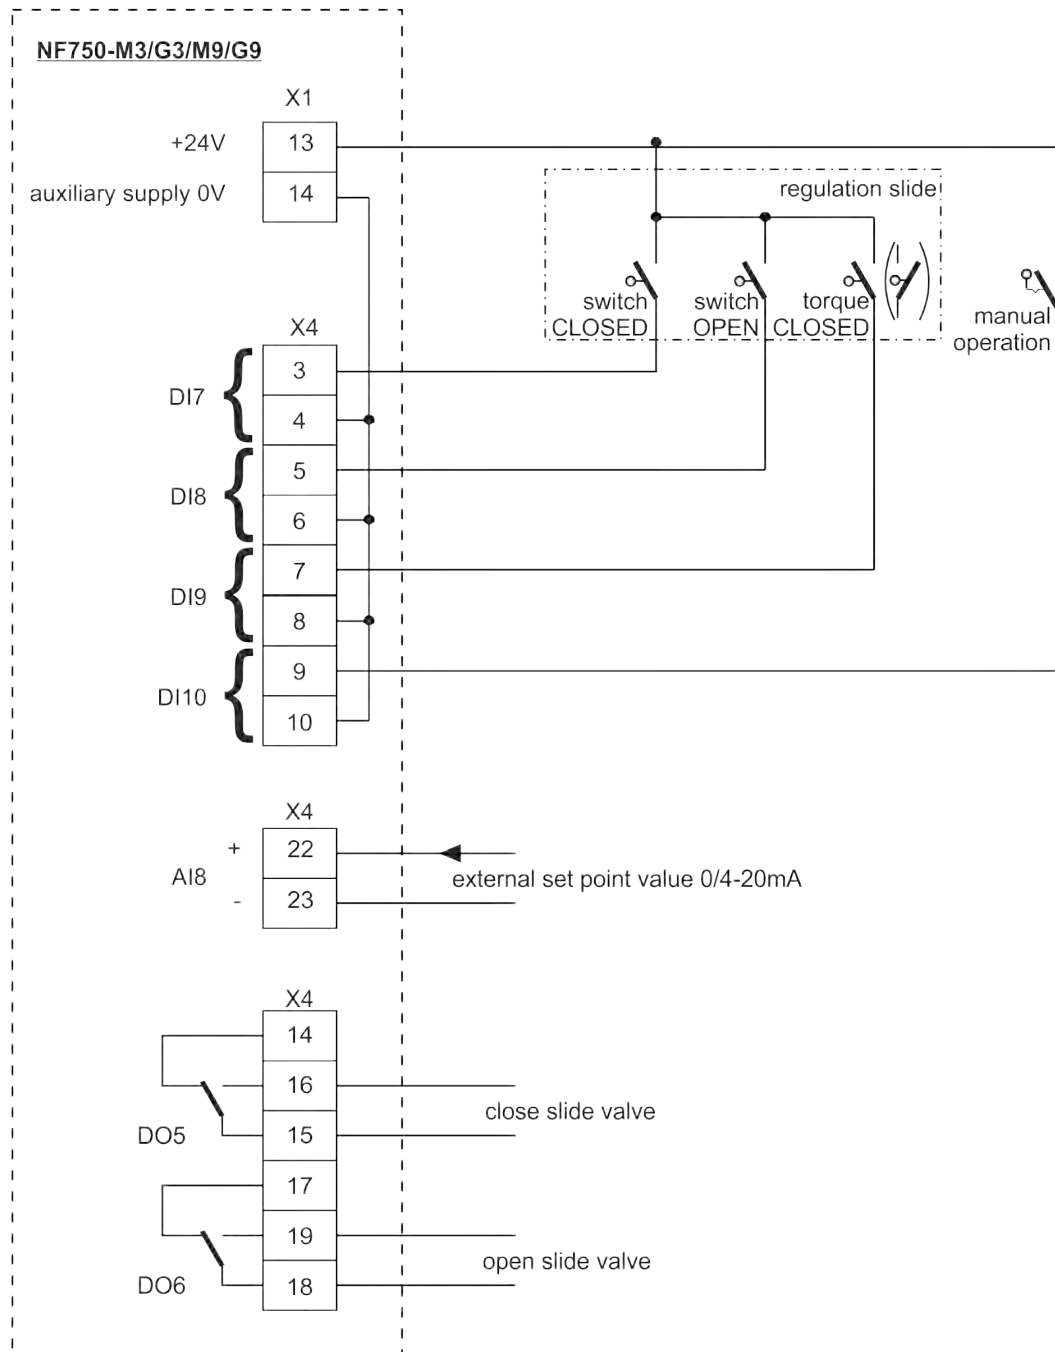 NF750-M3/G3/M9/G9
X1
+24V 13
auxiliary supply 0V 14
regulation slide
switch CLOSED
switch OPEN
torque CLOSED
manual operation
X4
DI7
3
4
DI8
5
6
DI9
7
8
DI10
9
10
X4
+ 22
AI8
- 23
external set point value 0/4-20mA
X4
14
16
close slide valve
DO5 15
17
19
open slide valve
DO6 18